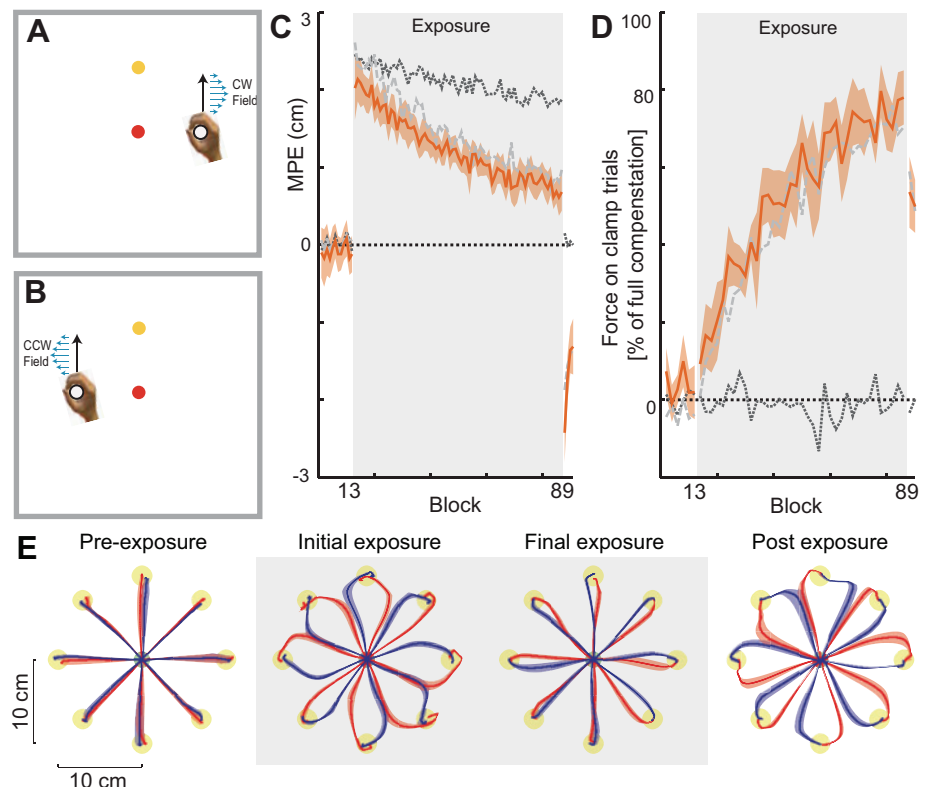 A
CW
Field
B
CCW
Field
C
3
Exposure
MPE (cm)
0
-3
13
89
Block
D
100
Exposure
80
Force on clamp trials
[% of full compenstation]
0
13
89
Block
E
Pre-exposure
Initial exposure
Final exposure
Post exposure
10 cm
10 cm